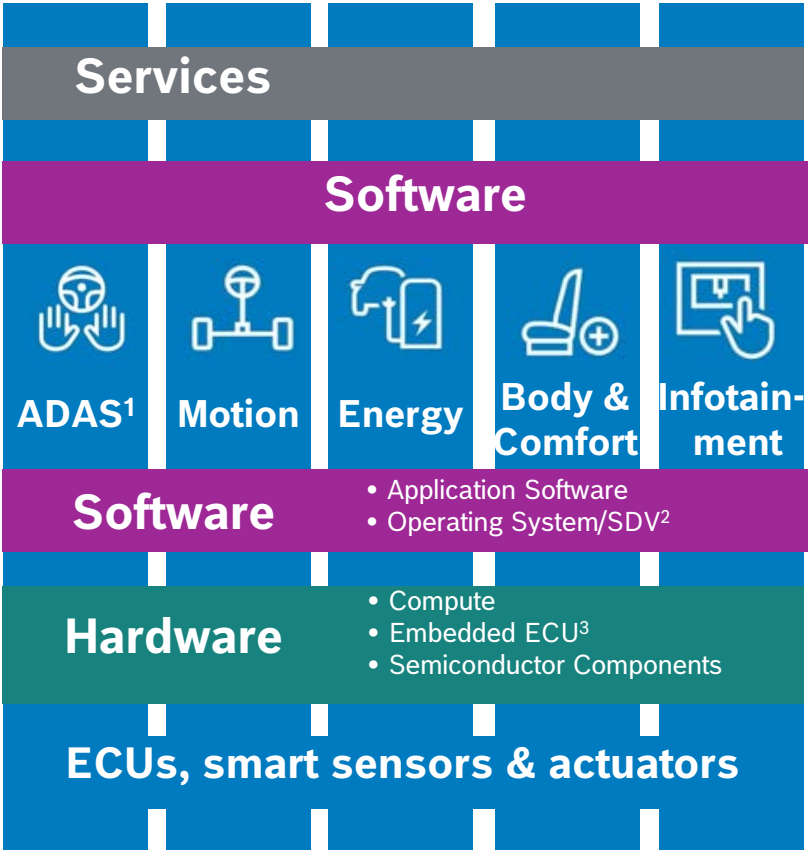 Services
Software
ADAS¹
Motion
Energy
Body &
Comfort
Infotain-
ment
Software
• Application Software
• Operating System/SDV²
Hardware
• Compute
• Embedded ECU³
• Semiconductor Components
ECUs, smart sensors & actuators